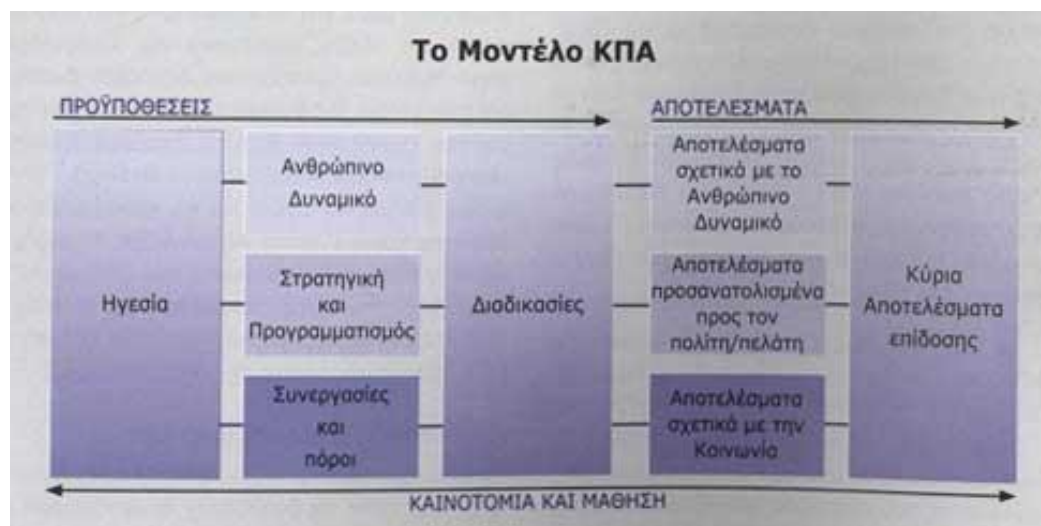 Το Μοντέλο ΚΠΑ
ΠΡΟΫΠΟΘΕΣΕΙΣ
ΑΠΟΤΕΛΕΣΜΑΤΑ
Ηγεσία
Ανθρώπινο
Δυναμικό
Στρατηγική
και
Προγραμματισμός
Συνεργασίες
και
πόροι
Διαδικασίες
Αποτελέσματα
σχετικά με το
Ανθρώπινο
Δυναμικό
Αποτελέσματα
προσανατολισμένα
προς τον
πολίτη/πελάτη
Αποτελέσματα
σχετικά με την
Κοινωνία
Κύρια
Αποτελέσματα
επίδοσης
ΚΑΙΝΟΤΟΜΙΑ ΚΑΙ ΜΑΘΗΣΗ